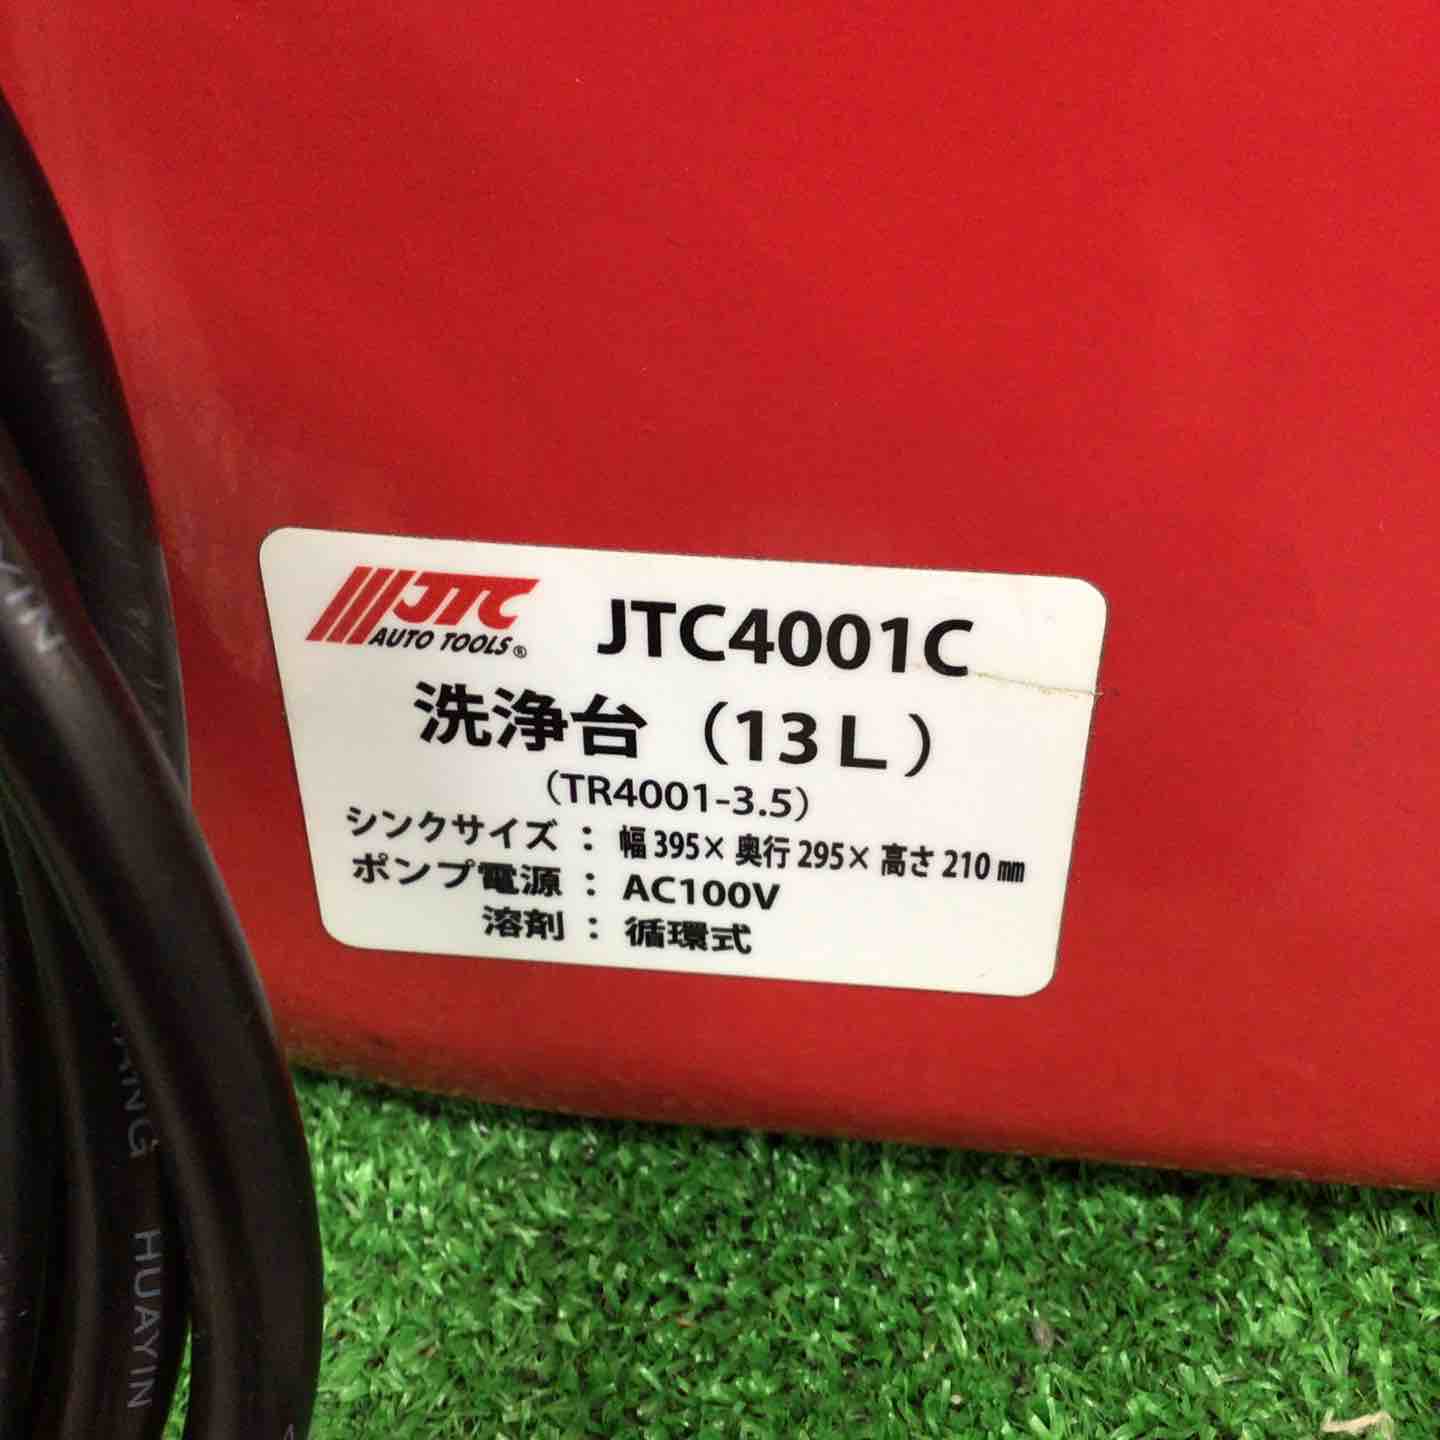 JTC
AUTO TOOLS®
JTC4001C
洗浄台（13L）
（TR4001-3.5）
シンクサイズ：幅395×奥行295×高さ210㎜
ポンプ電源：AC100V
溶剤：循環式
HUAYIN